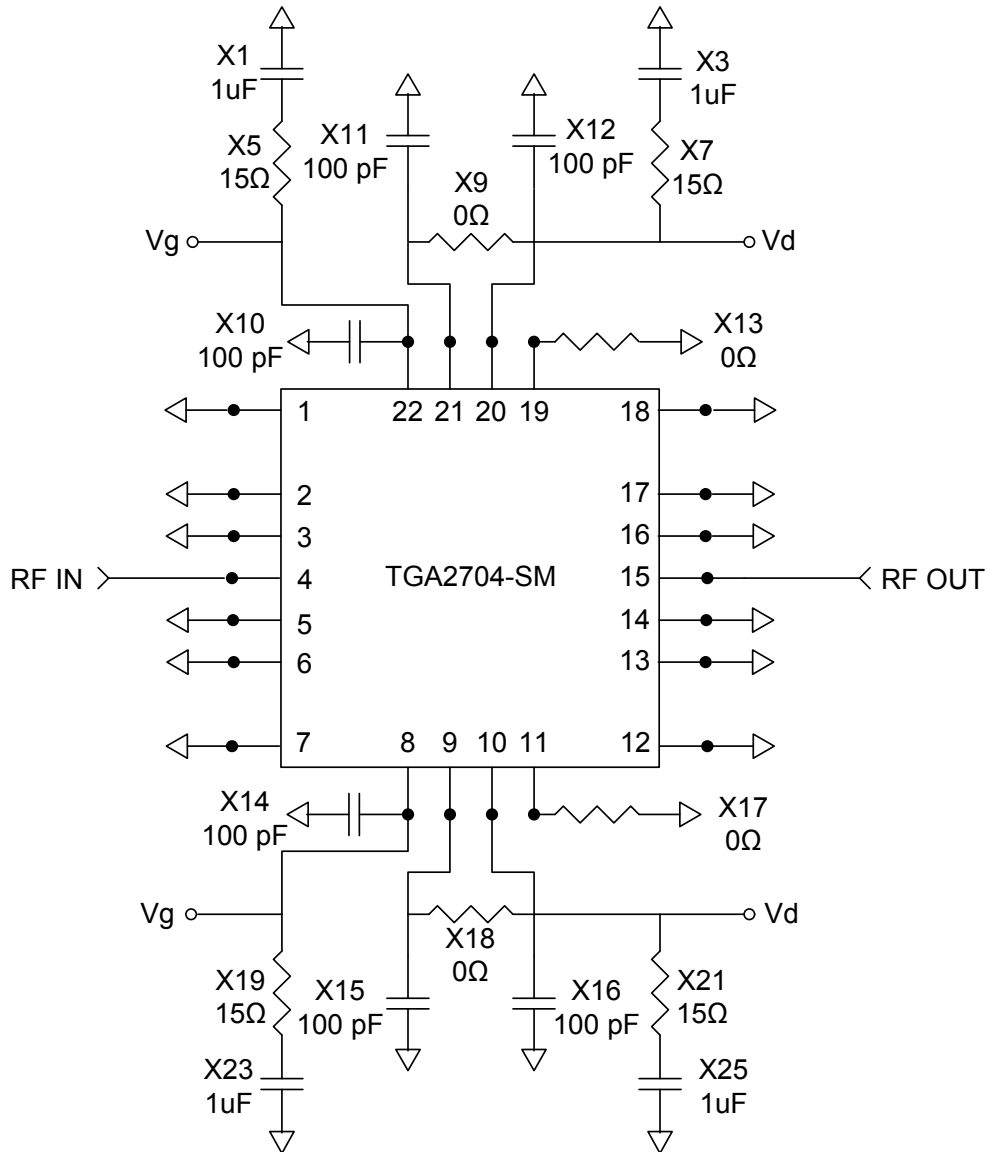 X1
1uF
X3
1uF
X11
100 pF
X12
100 pF
X5
15Ω
X7
15Ω
X9
0Ω
Vg
Vd
X10
100 pF
X13
0Ω
1
22
21
20
19
18
2
17
3
16
RF IN
4
TGA2704-SM
15
RF OUT
5
14
6
13
7
8
9
10
11
12
X14
100 pF
X17
0Ω
Vg
Vd
X18
0Ω
X19
15Ω
X15
100 pF
X16
100 pF
X21
15Ω
X23
1uF
X25
1uF